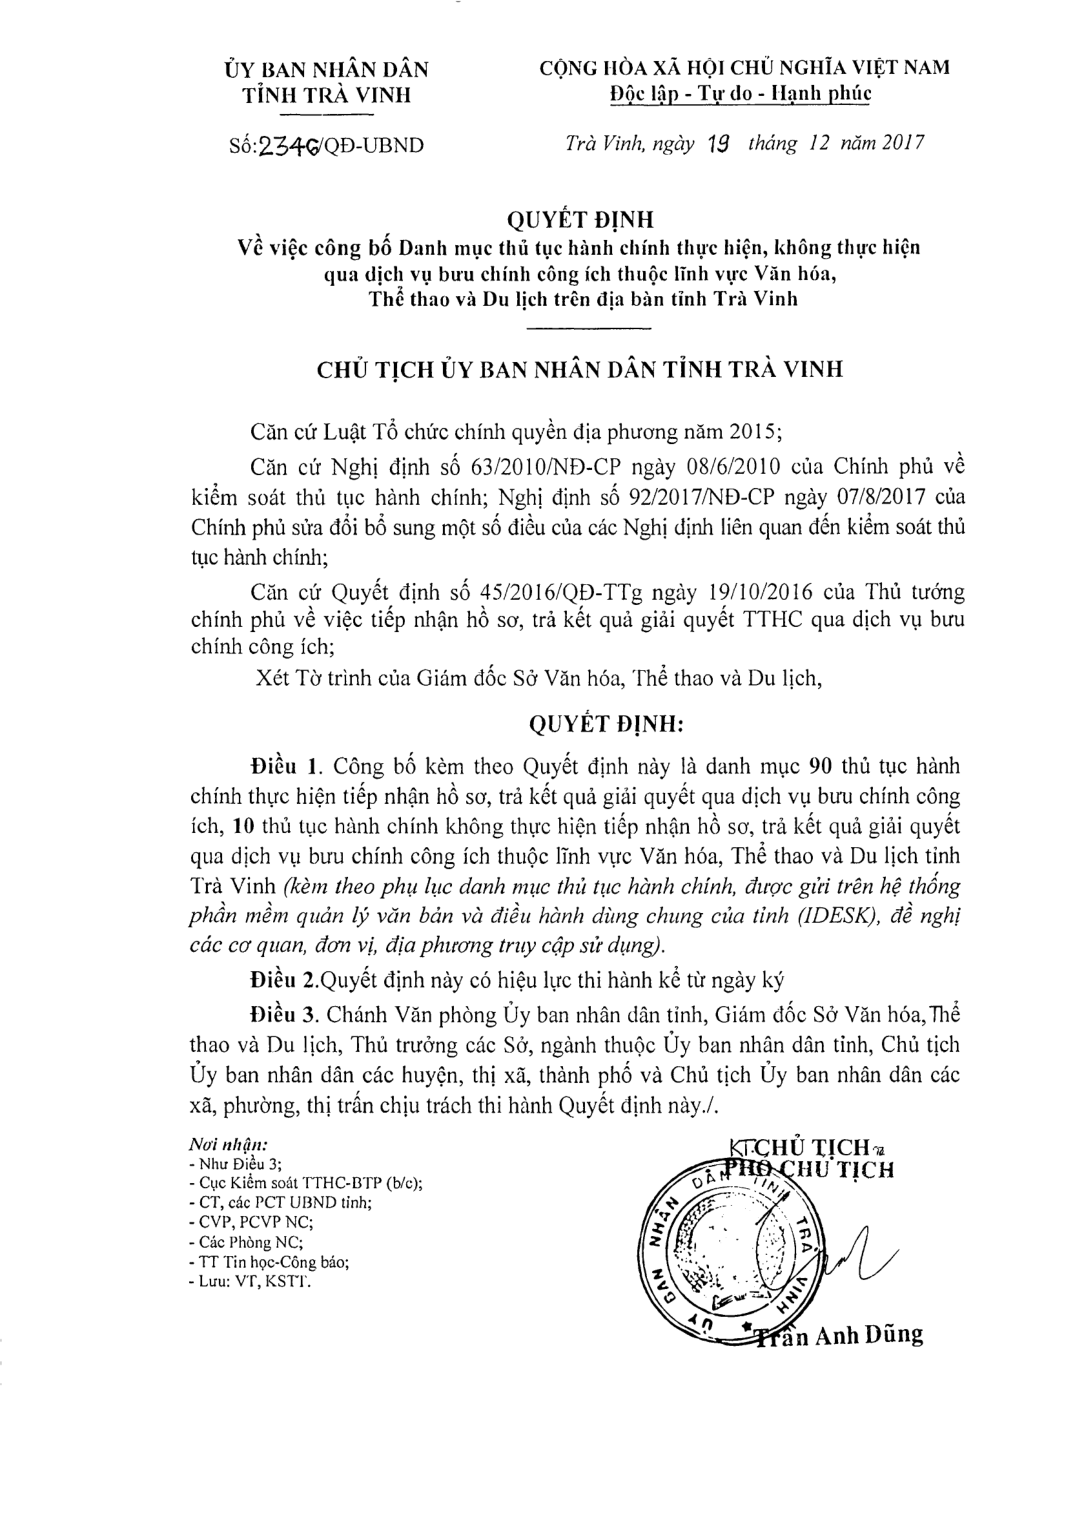 ỦY BAN NHÂN DÂN
TỈNH TRÀ VINH
CỘNG HÒA XÃ HỘI CHỦ NGHĨA VIỆT NAM
Độc lập - Tự do - Hạnh phúc
Số:2346/QĐ-UBND
Trà Vinh, ngày 19 tháng 12 năm 2017
QUYẾT ĐỊNH
Về việc công bố Danh mục thủ tục hành chính thực hiện, không thực hiện
qua dịch vụ bưu chính công ích thuộc lĩnh vực Văn hóa,
Thể thao và Du lịch trên địa bàn tỉnh Trà Vinh
CHỦ TỊCH ỦY BAN NHÂN DÂN TỈNH TRÀ VINH
Căn cứ Luật Tổ chức chính quyền địa phương năm 2015;
Căn cứ Nghị định số 63/2010/NĐ-CP ngày 08/6/2010 của Chính phủ về
kiểm soát thủ tục hành chính; Nghị định số 92/2017/NĐ-CP ngày 07/8/2017 của
Chính phủ sửa đổi bổ sung một số điều của các Nghị định liên quan đến kiểm soát thủ
tục hành chính;
Căn cứ Quyết định số 45/2016/QĐ-TTg ngày 19/10/2016 của Thủ tướng
chính phủ về việc tiếp nhận hồ sơ, trả kết quả giải quyết TTHC qua dịch vụ bưu
chính công ích;
Xét Tờ trình của Giám đốc Sở Văn hóa, Thể thao và Du lịch,
QUYẾT ĐỊNH:
Điều 1. Công bố kèm theo Quyết định này là danh mục 90 thủ tục hành
chính thực hiện tiếp nhận hồ sơ, trả kết quả giải quyết qua dịch vụ bưu chính công
ích, 10 thủ tục hành chính không thực hiện tiếp nhận hồ sơ, trả kết quả giải quyết
qua dịch vụ bưu chính công ích thuộc lĩnh vực Văn hóa, Thể thao và Du lịch tỉnh
Trà Vinh (kèm theo phụ lục danh mục thủ tục hành chính, được gửi trên hệ thống
phần mềm quản lý văn bản và điều hành dùng chung của tỉnh (IDESK), đề nghị
các cơ quan, đơn vị, địa phương truy cập sử dụng).
Điều 2.Quyết định này có hiệu lực thi hành kể từ ngày ký
Điều 3. Chánh Văn phòng Ủy ban nhân dân tỉnh, Giám đốc Sở Văn hóa,Thể
thao và Du lịch, Thủ trưởng các Sở, ngành thuộc Ủy ban nhân dân tỉnh, Chủ tịch
Ủy ban nhân dân các huyện, thị xã, thành phố và Chủ tịch Ủy ban nhân dân các
xã, phường, thị trấn chịu trách thi hành Quyết định này./.
Nơi nhận:
- Như Điều 3;
- Cục Kiểm soát TTHC-BTP (b/c);
- CT, các PCT UBND tỉnh;
- CVP, PCVP NC;
- Các Phòng NC;
- TT Tin học-Công báo;
- Lưu: VT, KSTT.
KT.CHỦ TỊCH
PHÓ CHỦ TỊCH
ỦY BAN NHÂN DÂN TỈNH TRÀ VINH
Trần Anh Dũng